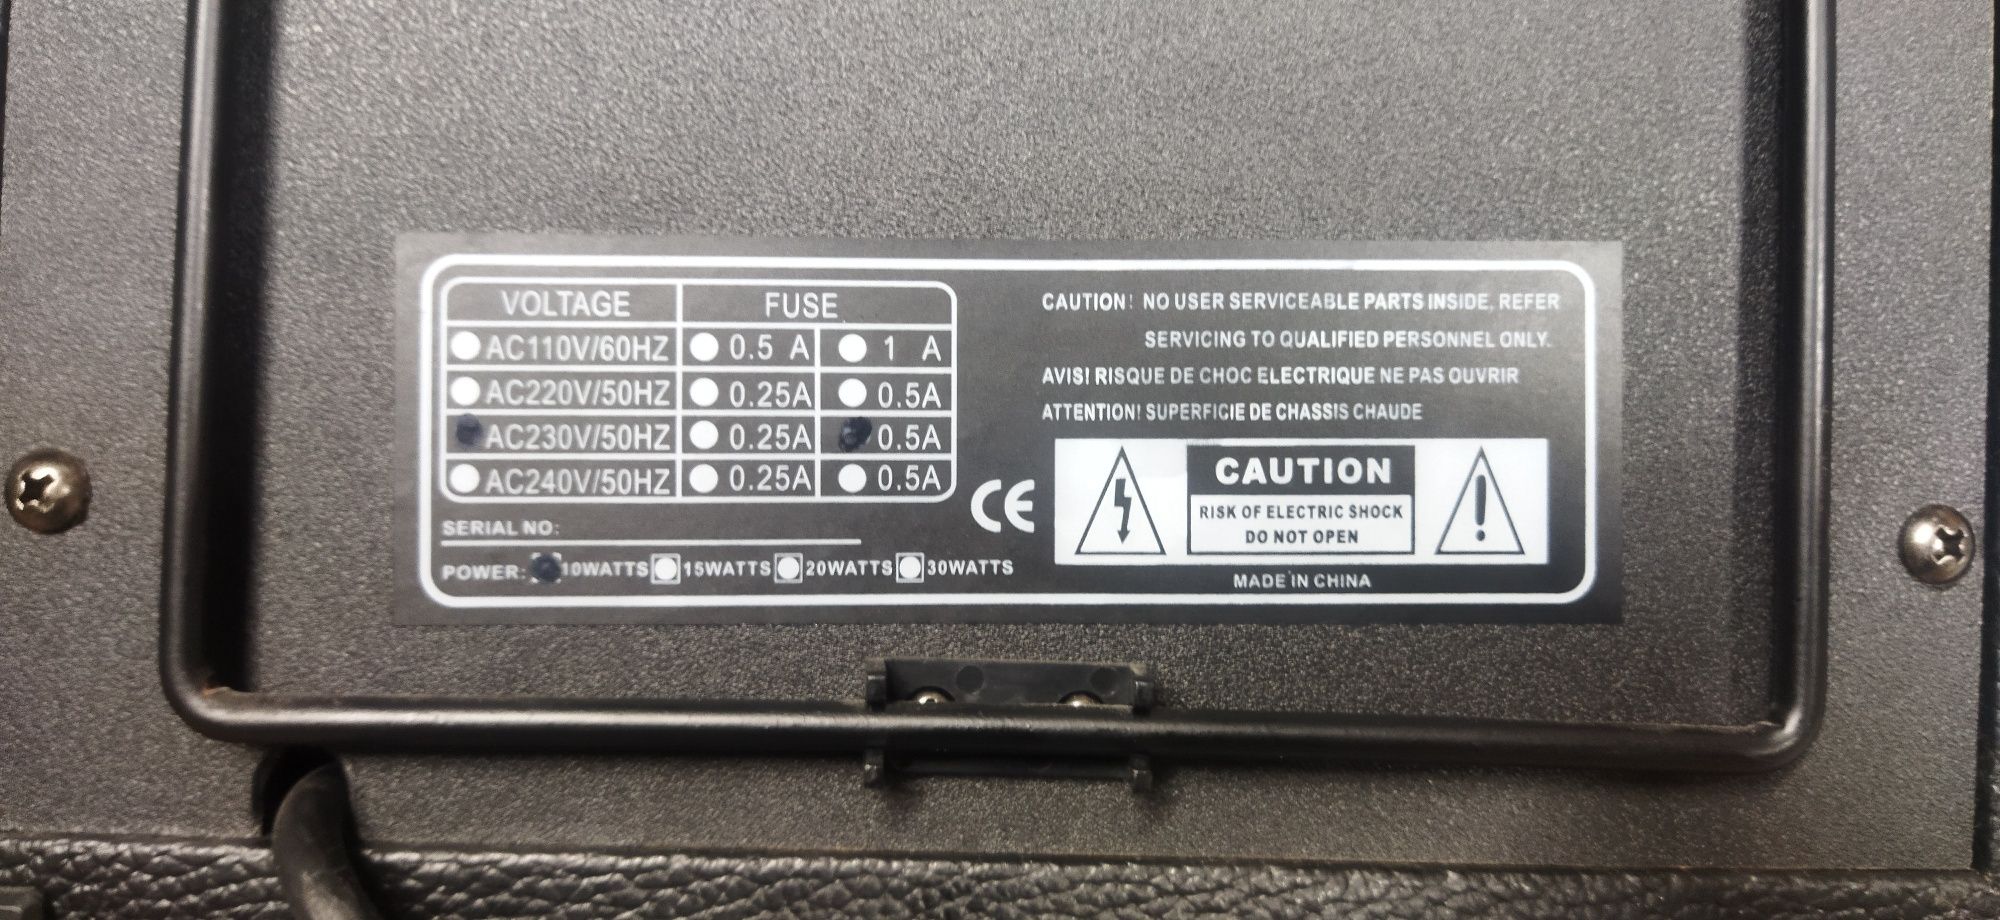 VOLTAGE FUSE
AC110V/60HZ 0.5 A 1 A
AC220V/50HZ 0.25A 0.5A
AC230V/50HZ 0.25A 0.5A
AC240V/50HZ 0.25A 0.5A
SERIAL NO:
POWER: 10WATTS 15WATTS 20WATTS 30WATTS
CE
CAUTION! NO USER SERVICEABLE PARTS INSIDE, REFER
SERVICING TO QUALIFIED PERSONNEL ONLY.
AVIS! RISQUE DE CHOC ELECTRIQUE NE PAS OUVRIR
ATTENTION! SUPERFICIE DE CHASSIS CHAUDE
CAUTION
RISK OF ELECTRIC SHOCK
DO NOT OPEN
!
MADE IN CHINA